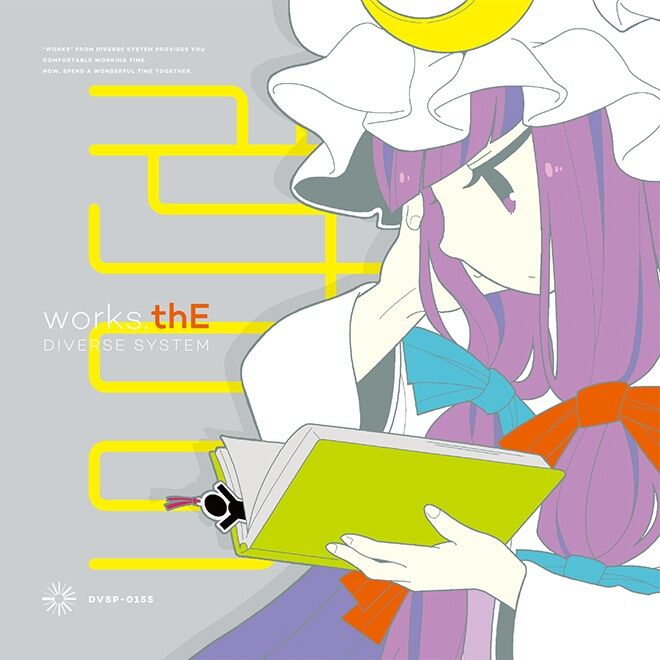 "WORKS" FROM DIVERSE SYSTEM PROVIDES YOU
COMFORTABLE WORKING TIME.
NOW, SPEND A WONDERFUL TIME TOGETHER.
works.thE
DIVERSE SYSTEM
DVSP-0155